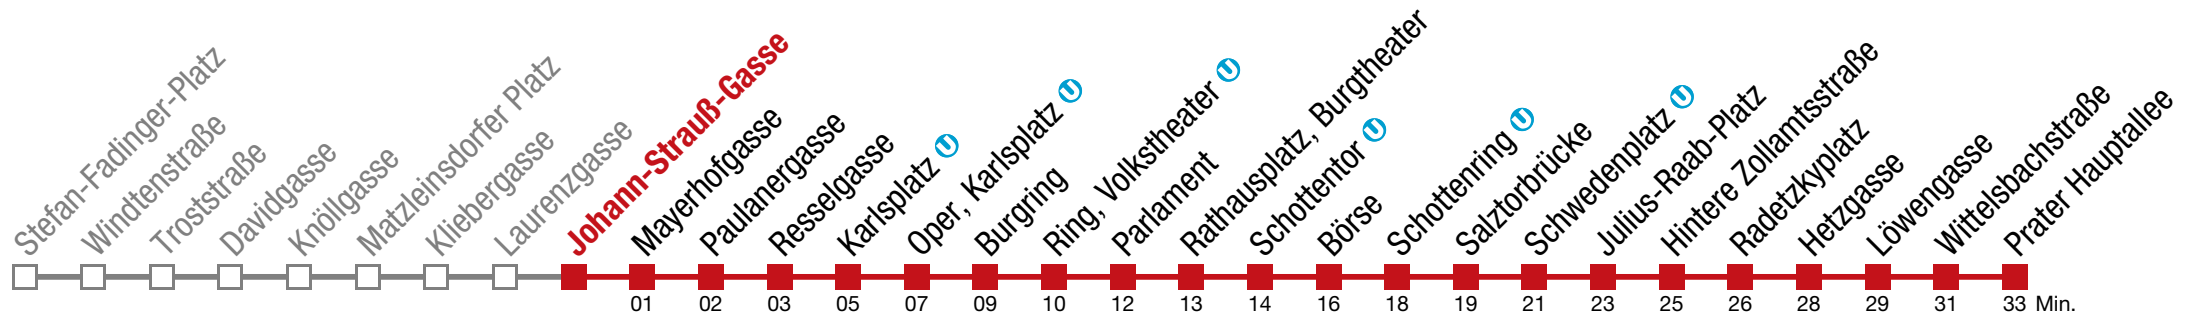 Stefan-Fadinger-Platz
Windtenstraße
Troststraße
Davidgasse
Knöllgasse
Matzleinsdorfer Platz
Kliebergasse
Laurenzgasse
Johann-Strauß-Gasse
Mayerhofgasse
Paulanergasse
Resselgasse
Karlsplatz U
Oper, Karlsplatz U
Burgring
Ring, Volkstheater U
Parlament
Rathausplatz, Burgtheater
Schottentor U
Börse
Schottenring U
Salztorbrücke
Schwedenplatz U
Julius-Raab-Platz
Hintere Zollamtsstraße
Radetzkyplatz
Hetzgasse
Löwengasse
Wittelsbachstraße
Prater Hauptallee
01 02 03 05 07 09 10 12 13 14 16 18 19 21 23 25 26 28 29 31 33 Min.